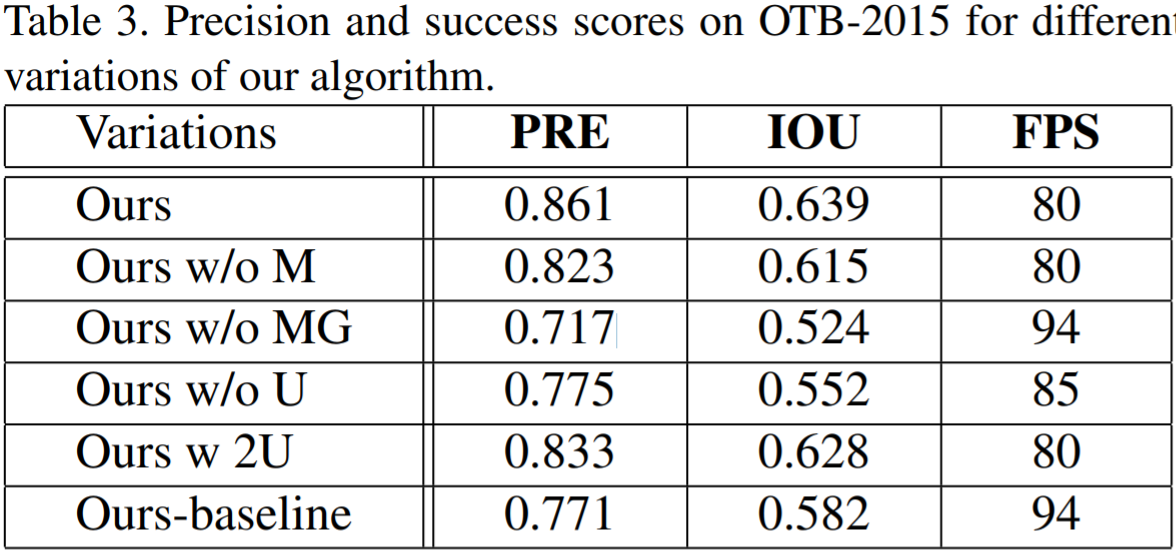 Table 3. Precision and success scores on OTB-2015 for different
variations of our algorithm.
Variations PRE IOU FPS
Ours 0.861 0.639 80
Ours w/o M 0.823 0.615 80
Ours w/o MG 0.717 0.524 94
Ours w/o U 0.775 0.552 85
Ours w 2U 0.833 0.628 80
Ours-baseline 0.771 0.582 94